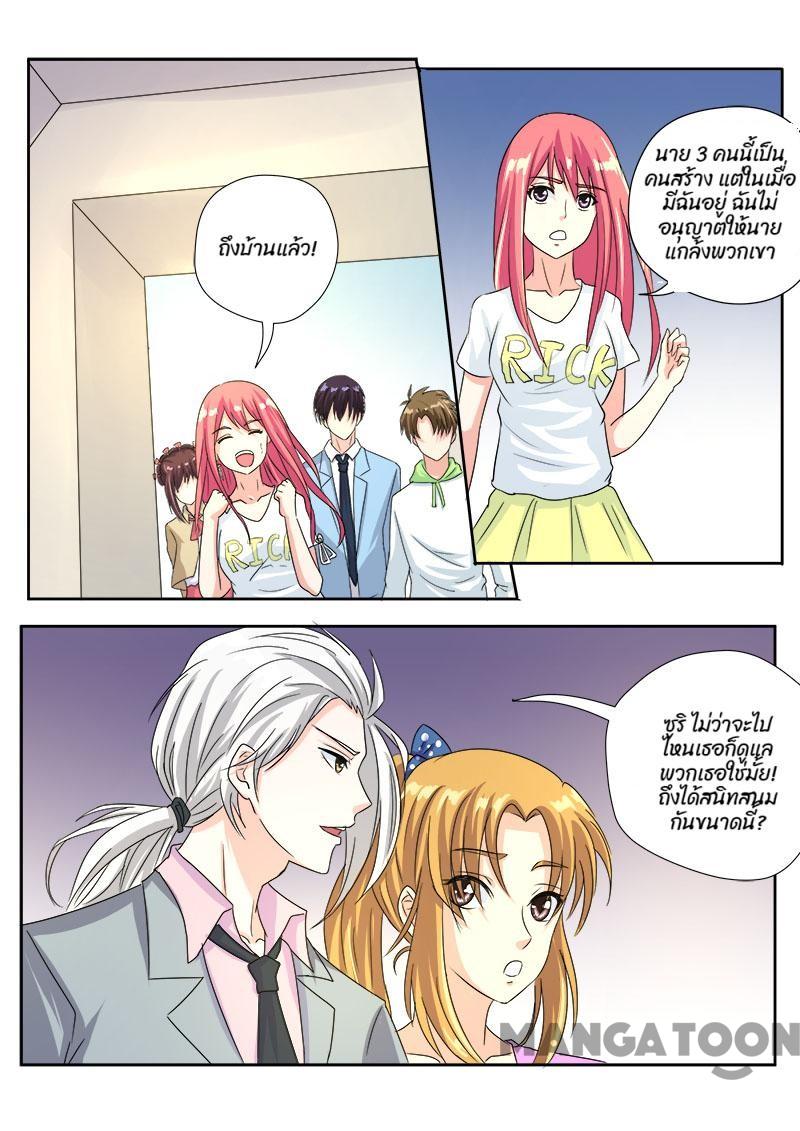 ถึงบ้านแล้ว!
นาย 3 คนนี้เป็น
คนสร้าง แต่ในเมื่อ
มีฉันอยู่ ฉันไม่
อนุญาตให้นาย
แกล้งพวกเขา
RICK
RICK
ซูริ ไม่ว่าจะไป
ไหนเธอก็ดูแล
พวกเธอใช่มั้ย!
ถึงได้สนิทสนม
กันขนาดนี้?
MANGATOON